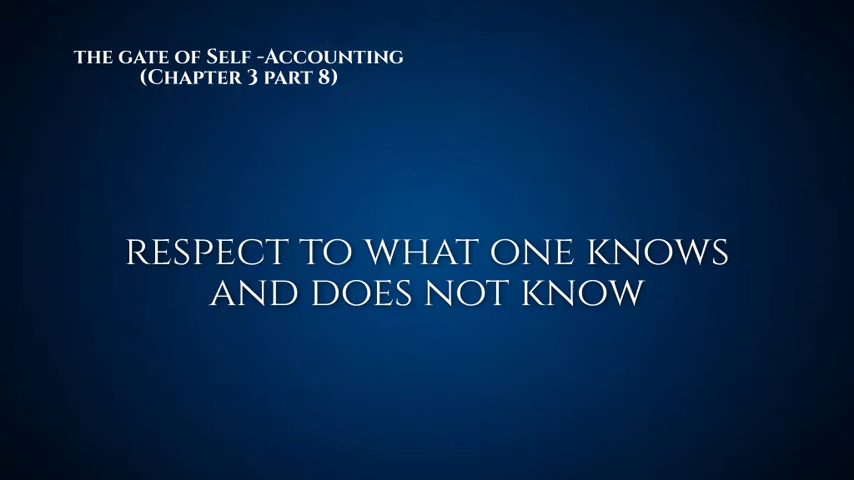 THE GATE OF SELF -ACCOUNTING
(CHAPTER 3 PART 8)
RESPECT TO WHAT ONE KNOWS
AND DOES NOT KNOW